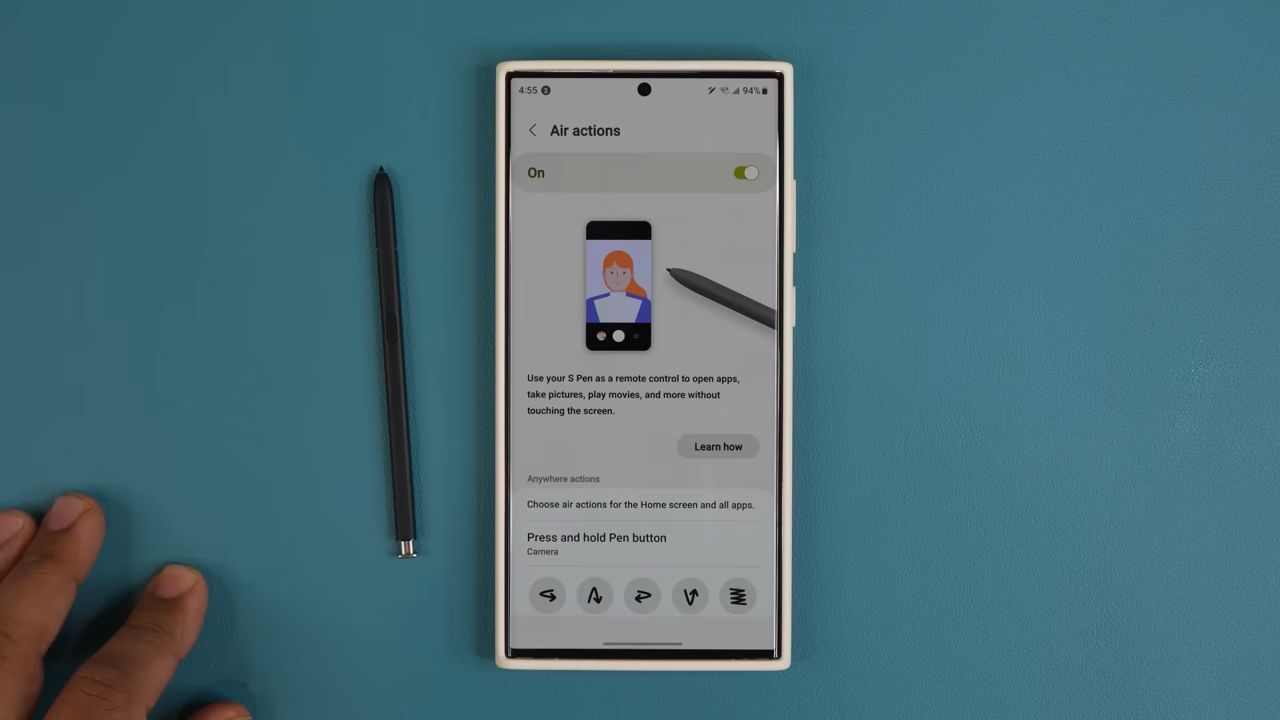 4:55 2 94%
Air actions
On
Use your S Pen as a remote control to open apps,
take pictures, play movies, and more without
touching the screen.
Learn how
Anywhere actions
Choose air actions for the Home screen and all apps.
Press and hold Pen button
Camera